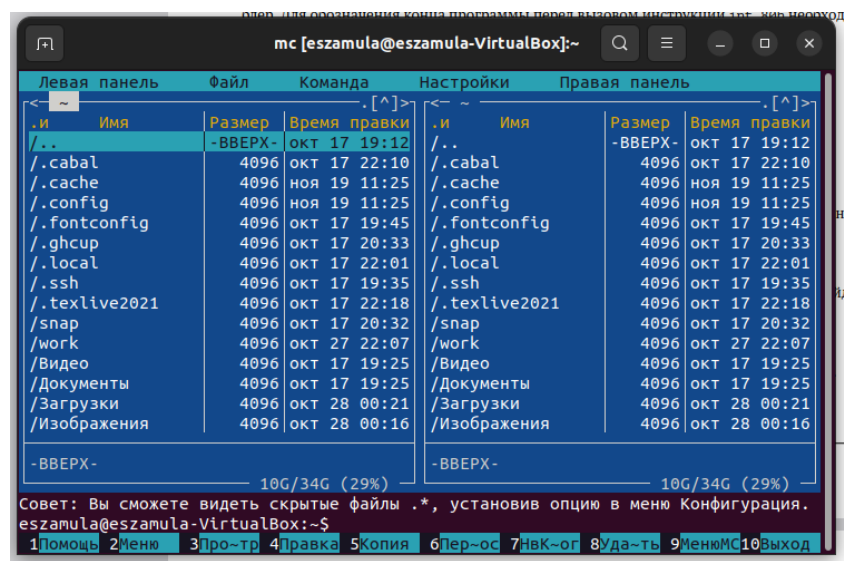 рдер. Для обозначения конца программы перед вызовом инструкции int 80h необход
mc [eszamula@eszamula-VirtualBox]:~
Левая панель Файл Команда Настройки Правая панель
<— ~ .[^]> <— ~ .[^]>
.и Имя Размер Время правки .и Имя Размер Время правки
/.. -ВВЕРХ- окт 17 19:12 /.. -ВВЕРХ- окт 17 19:12
/.cabal 4096 окт 17 22:10 /.cabal 4096 окт 17 22:10
/.cache 4096 ноя 19 11:25 /.cache 4096 ноя 19 11:25
/.config 4096 ноя 19 11:25 /.config 4096 ноя 19 11:25
/.fontconfig 4096 окт 17 19:45 /.fontconfig 4096 окт 17 19:45
/.ghcup 4096 окт 17 20:33 /.ghcup 4096 окт 17 20:33
/.local 4096 окт 17 22:01 /.local 4096 окт 17 22:01
/.ssh 4096 окт 17 19:35 /.ssh 4096 окт 17 19:35
/.texlive2021 4096 окт 17 22:18 /.texlive2021 4096 окт 17 22:18
/snap 4096 окт 17 20:32 /snap 4096 окт 17 20:32
/work 4096 окт 27 22:07 /work 4096 окт 27 22:07
/Видео 4096 окт 17 19:25 /Видео 4096 окт 17 19:25
/Документы 4096 окт 17 19:25 /Документы 4096 окт 17 19:25
/Загрузки 4096 окт 28 00:21 /Загрузки 4096 окт 28 00:21
/Изображения 4096 окт 28 00:16 /Изображения 4096 окт 28 00:16
-ВВЕРХ- -ВВЕРХ-
10G/34G (29%) 10G/34G (29%)
Совет: Вы сможете видеть скрытые файлы .*, установив опцию в меню Конфигурация.
eszamula@eszamula-VirtualBox:~$
1Помощь 2Меню 3Про~тр 4Правка 5Копия 6Пер~ос 7НвК~ог 8Уда~ть 9МенюMC 10Выход